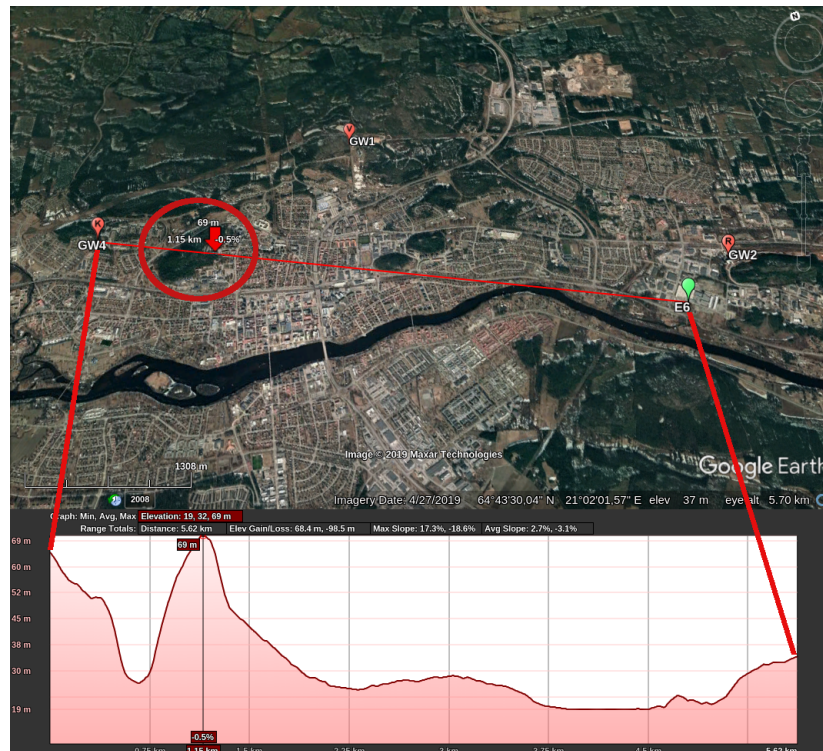 N
V
GW1
69 m
K
1.15 km -0.5%
GW4
R
GW2
E6
Image © 2019 Maxar Technologies
1308 m
Google Earth
2008
Imagery Date: 4/27/2019 64°43'30,04" N 21°02'01,57" E elev 37 m eye alt 5.70 km
Graph: Min, Avg, Max Elevation: 19, 32, 69 m
Range Totals: Distance: 5.62 km Elev Gain/Loss: 68.4 m, -98.5 m Max Slope: 17.3%, -18.6% Avg Slope: 2.7%, -3.1%
69 m
69 m
60 m
52 m
45 m
38 m
30 m
19 m
-0.5%
0.75 km 1.15 km 1.5 km 2.25 km 3 km 3.75 km 4.5 km 5.62 km